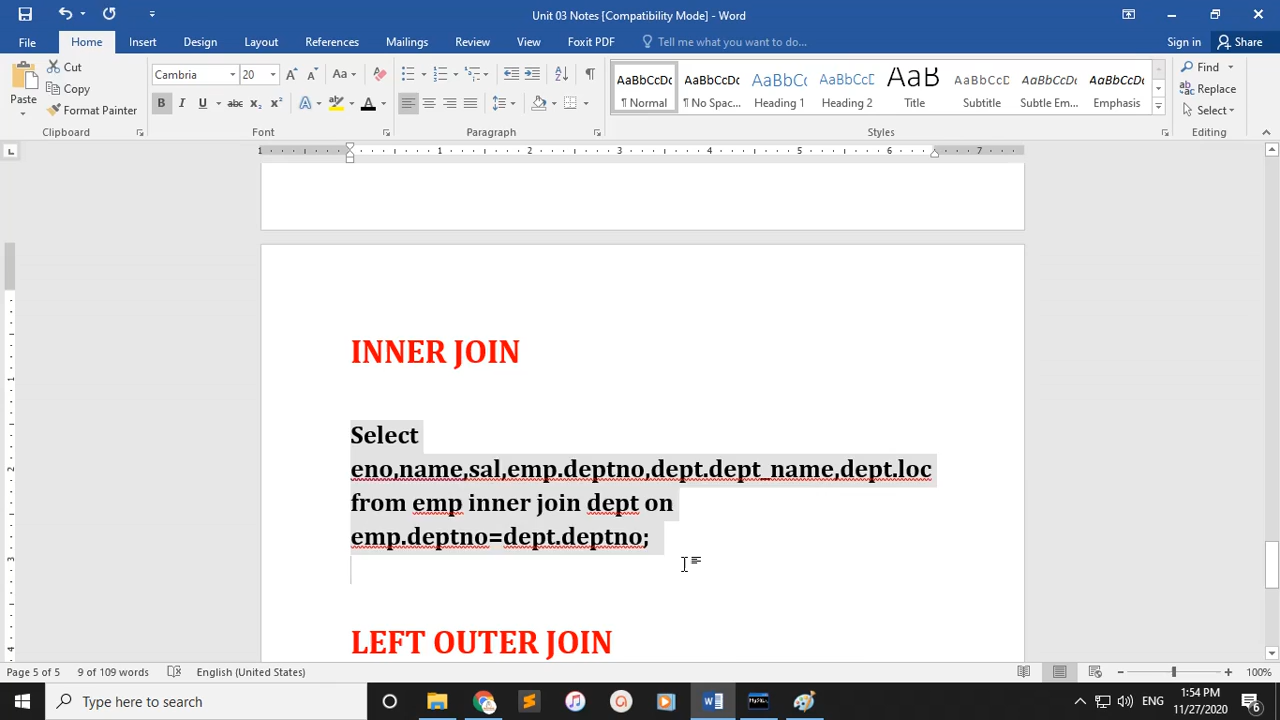 Unit 03 Notes [Compatibility Mode] - Word
File Home Insert Design Layout References Mailings Review View Foxit PDF Tell me what you want to do... Sign in Share
Paste
Cut
Copy
Format Painter
Clipboard
Cambria 20
Font
Paragraph
AaBbCcDc AaBbCcDc AaBbC AaBbCcC AaB AaBbCcD AaBbCcDc AaBbCcDc
¶ Normal ¶ No Spac... Heading Heading 2 Title Subtitle Subtle Em... Emphasis
Styles
Find
Replace
Select
Editing
INNER JOIN
Select
eno,name,sal,emp.deptno,dept.dept_name,dept.loc
from emp inner join dept on
emp.deptno=dept.deptno;
LEFT OUTER JOIN
Page 5 of 5 9 of 109 words English (United States) 100%
Type here to search
ENG
1:54 PM
11/27/2020
6